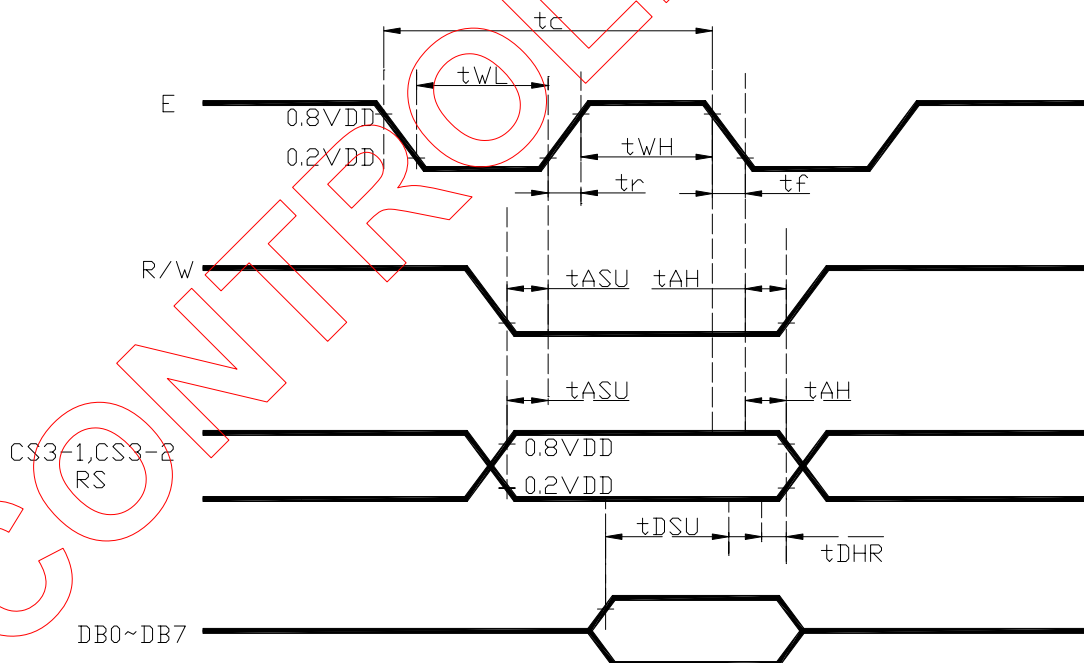 tc
tWL
E
0.8VDD
0.2VDD
tWH
tr
tf
R/W
tASU
tAH
tASU
tAH
CS3-1,CS3-2
RS
0.8VDD
0.2VDD
tDSU
tDHR
DB0~DB7
CONTROL